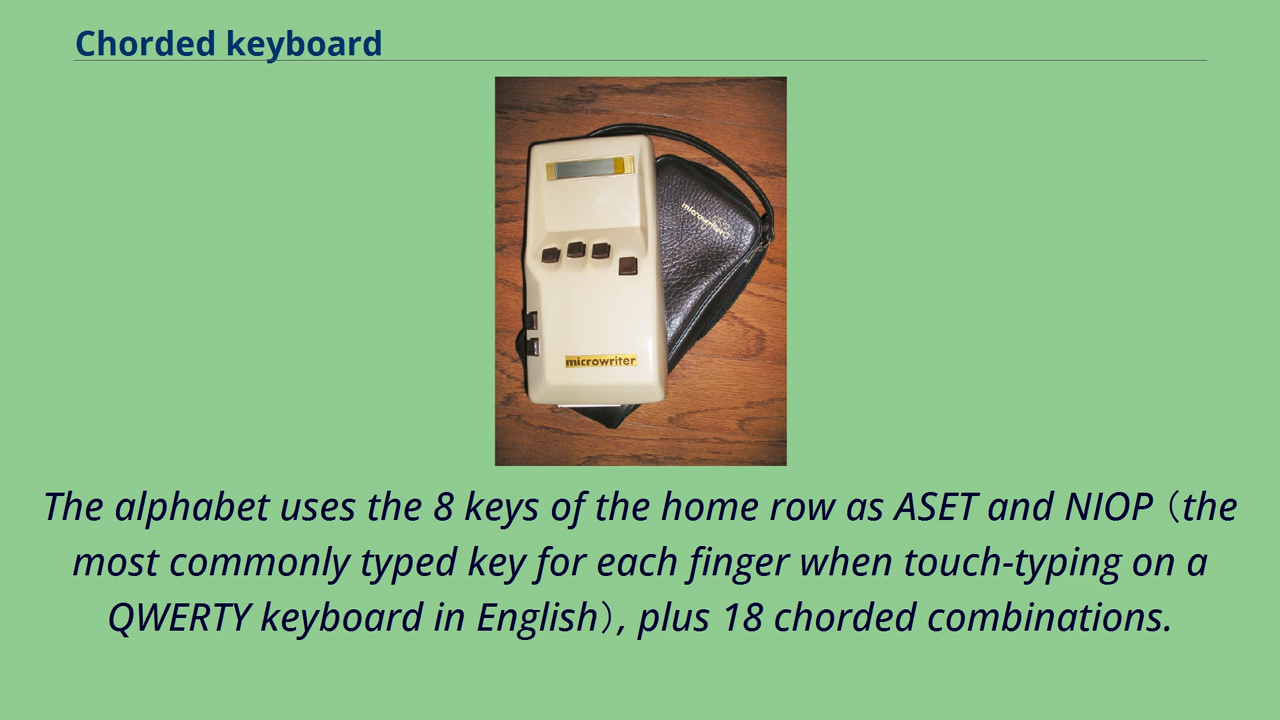 Chorded keyboard
microwriter
microwriter
The alphabet uses the 8 keys of the home row as ASET and NIOP（the
most commonly typed key for each finger when touch-typing on a
QWERTY keyboard in English）, plus 18 chorded combinations.